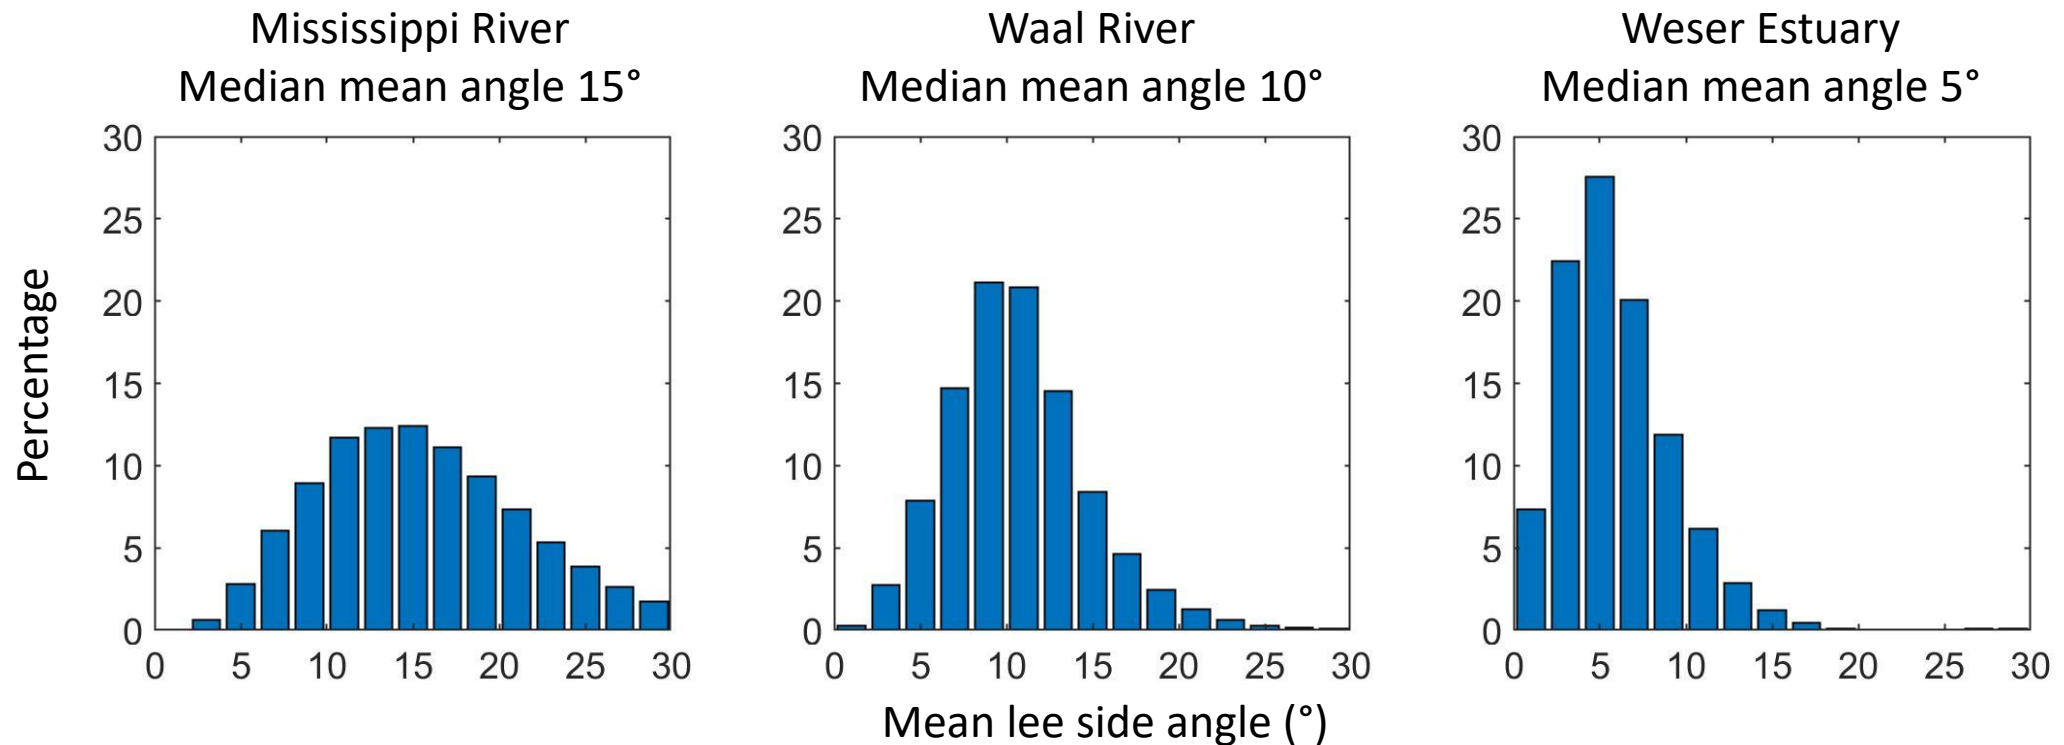 Mississippi River
Median mean angle 15°
Waal River
Median mean angle 10°
Weser Estuary
Median mean angle 5°
Percentage
30
25
20
15
10
5
0
0 5 10 15 20 25 30
30
25
20
15
10
5
0
0 5 10 15 20 25 30
30
25
20
15
10
5
0
0 5 10 15 20 25 30
Mean lee side angle (°)